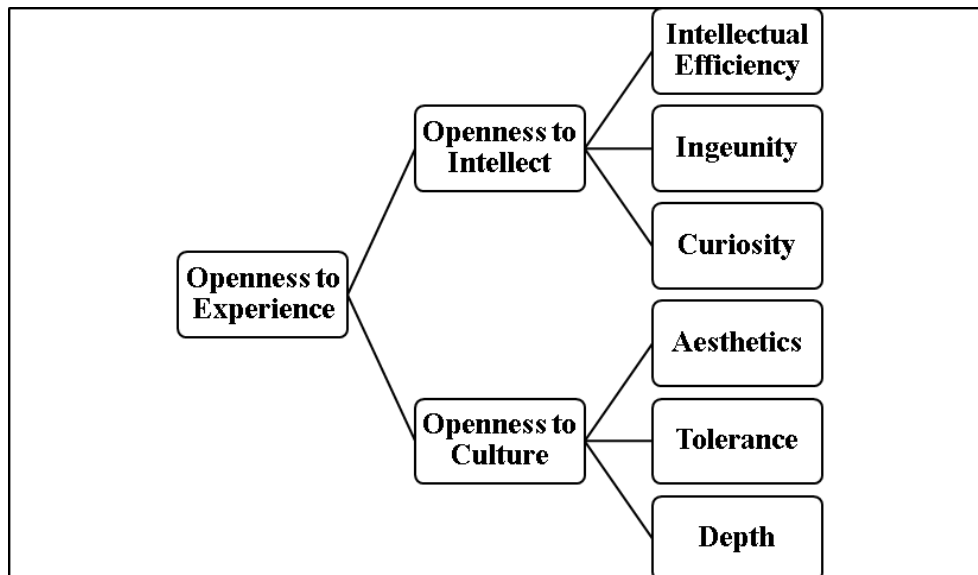 Intellectual
Efficiency
Openness to
Intellect
Ingeunity
Curiosity
Openness to
Experience
Aesthetics
Openness to
Culture
Tolerance
Depth